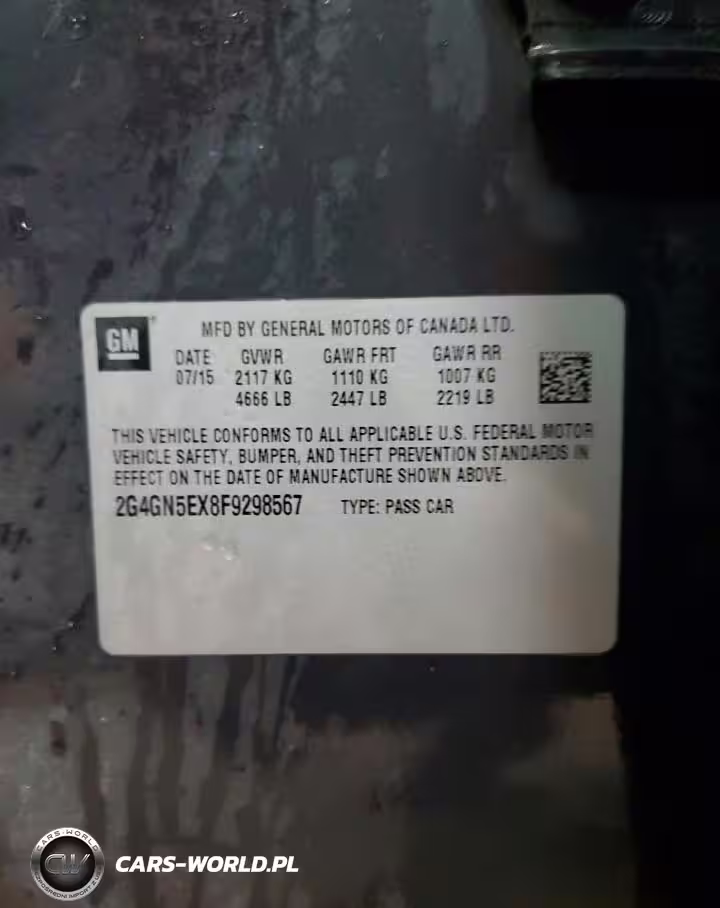 GM
MFD BY GENERAL MOTORS OF CANADA LTD.
DATE GVWR GAWR FRT GAWR RR
07/15 2117 KG 1110 KG 1007 KG
4666 LB 2447 LB 2219 LB
THIS VEHICLE CONFORMS TO ALL APPLICABLE U.S. FEDERAL MOTOR
VEHICLE SAFETY, BUMPER, AND THEFT PREVENTION STANDARDS IN
EFFECT ON THE DATE OF MANUFACTURE SHOWN ABOVE.
2G4GN5EX8F9298567 TYPE: PASS CAR
CARS-WORLD
CW
CARS-WORLD.PL